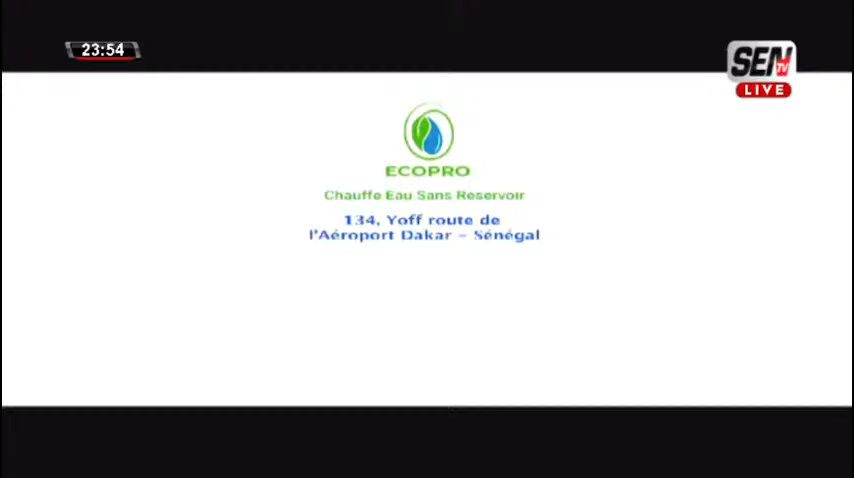 23:54
SEN TV
LIVE
ECOPRO
Chauffe Eau Sans Reservoir
134, Yoff route de
l'Aéroport Dakar – Sénégal